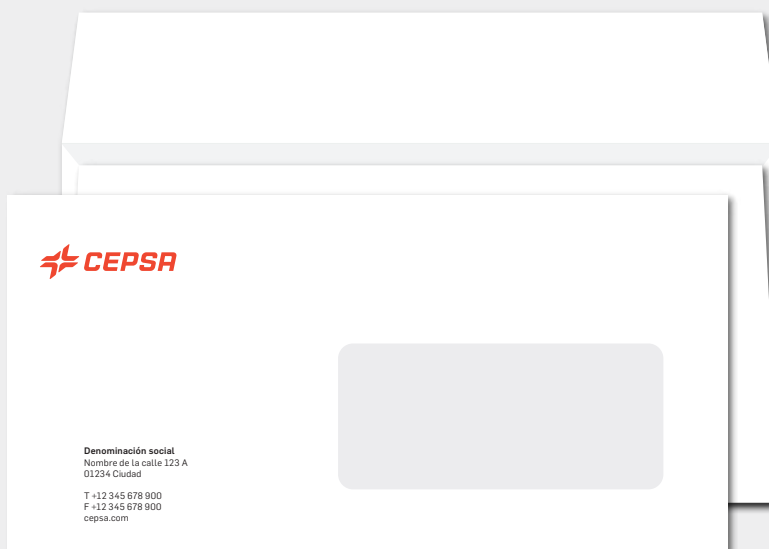 CEPSA
Denominación social
Nombre de la calle 123 A
01234 Ciudad
T +12 345 678 900
F +12 345 678 900
cepsa.com